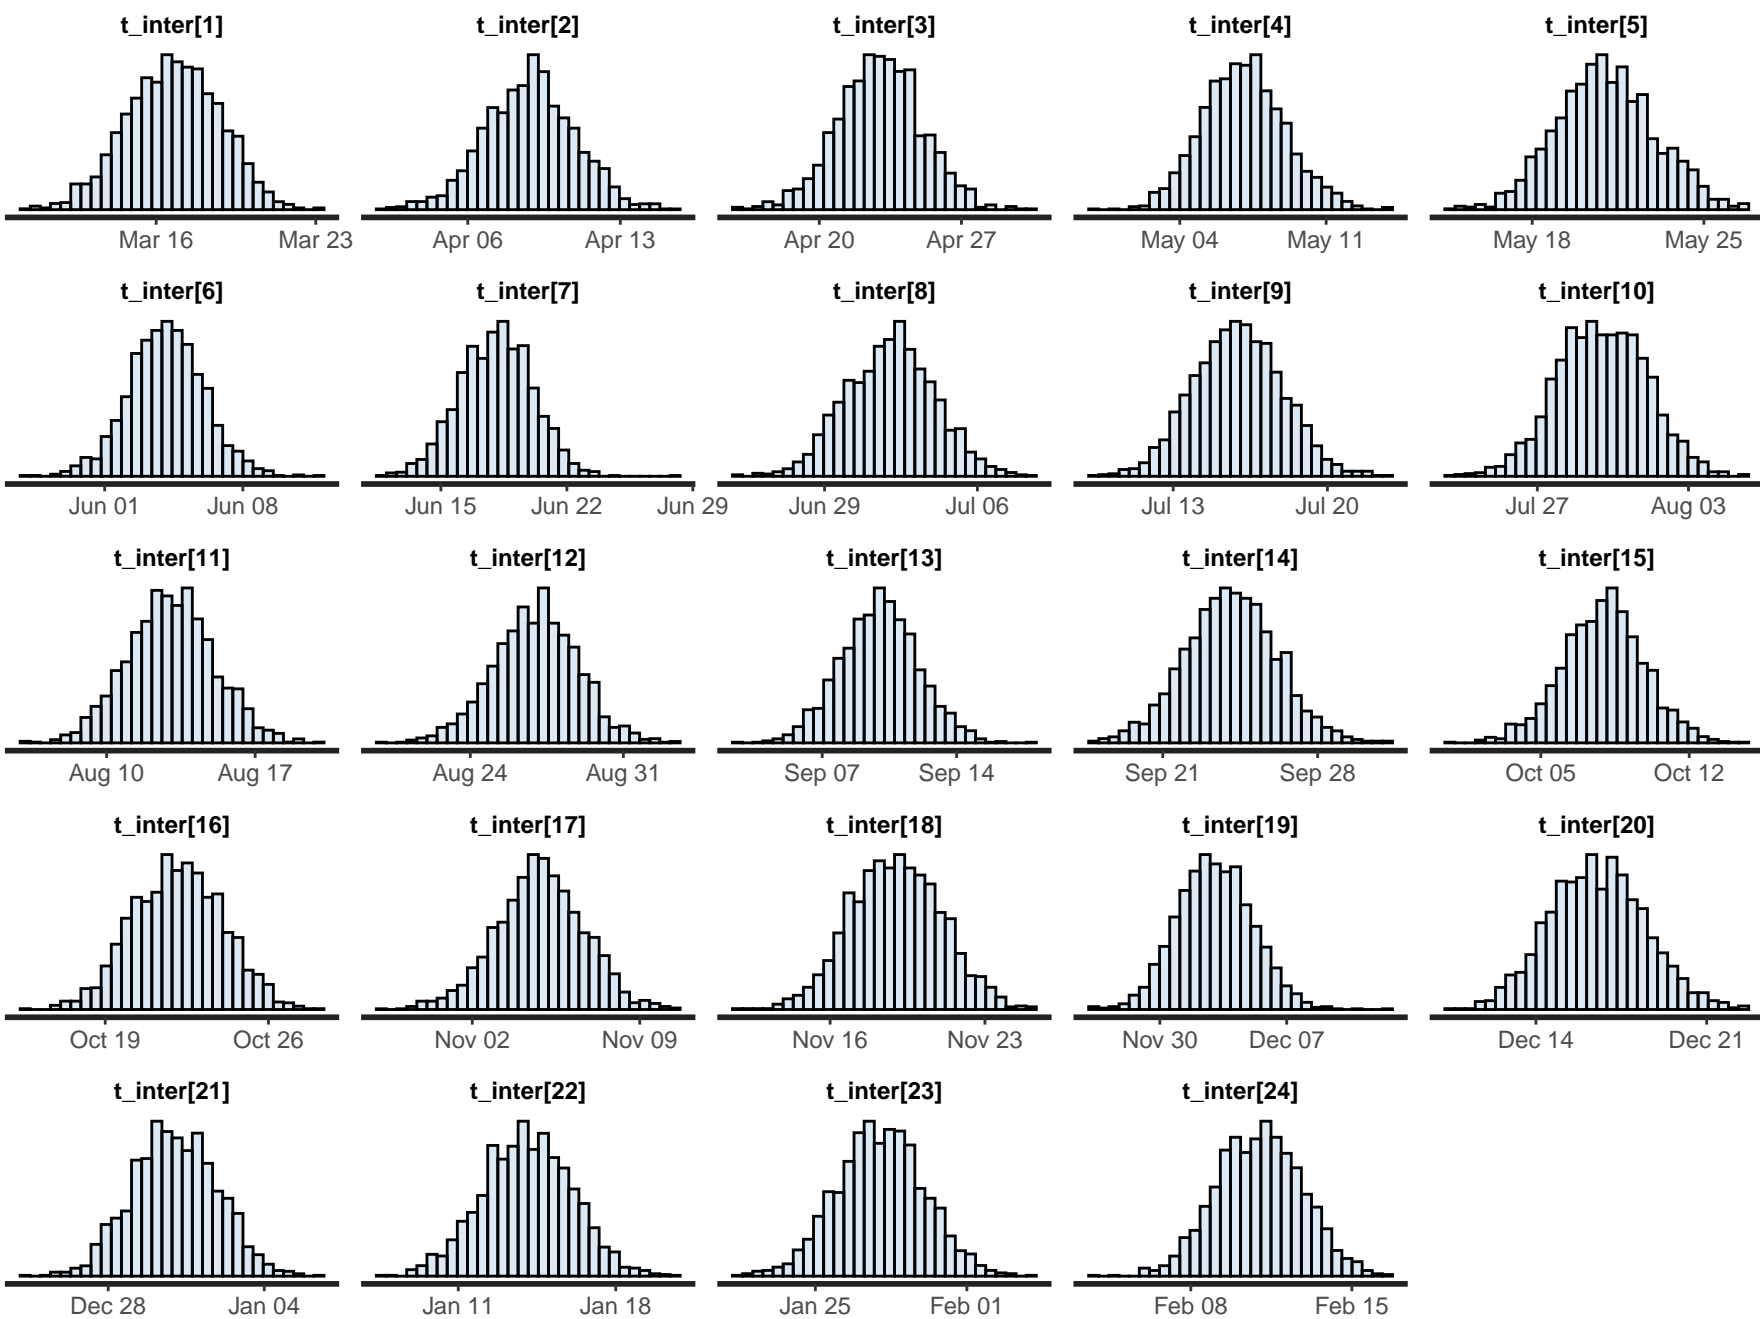 t_inter[1] t_inter[2] t_inter[3] t_inter[4] t_inter[5]
Mar 16 Mar 23 Apr 06 Apr 13 Apr 20 Apr 27 May 04 May 11 May 18 May 25
t_inter[6] t_inter[7] t_inter[8] t_inter[9] t_inter[10]
Jun 01 Jun 08 Jun 15 Jun 22 Jun 29 Jun 29 Jul 06 Jul 13 Jul 20 Jul 27 Aug 03
t_inter[11] t_inter[12] t_inter[13] t_inter[14] t_inter[15]
Aug 10 Aug 17 Aug 24 Aug 31 Sep 07 Sep 14 Sep 21 Sep 28 Oct 05 Oct 12
t_inter[16] t_inter[17] t_inter[18] t_inter[19] t_inter[20]
Oct 19 Oct 26 Nov 02 Nov 09 Nov 16 Nov 23 Nov 30 Dec 07 Dec 14 Dec 21
t_inter[21] t_inter[22] t_inter[23] t_inter[24]
Dec 28 Jan 04 Jan 11 Jan 18 Jan 25 Feb 01 Feb 08 Feb 15